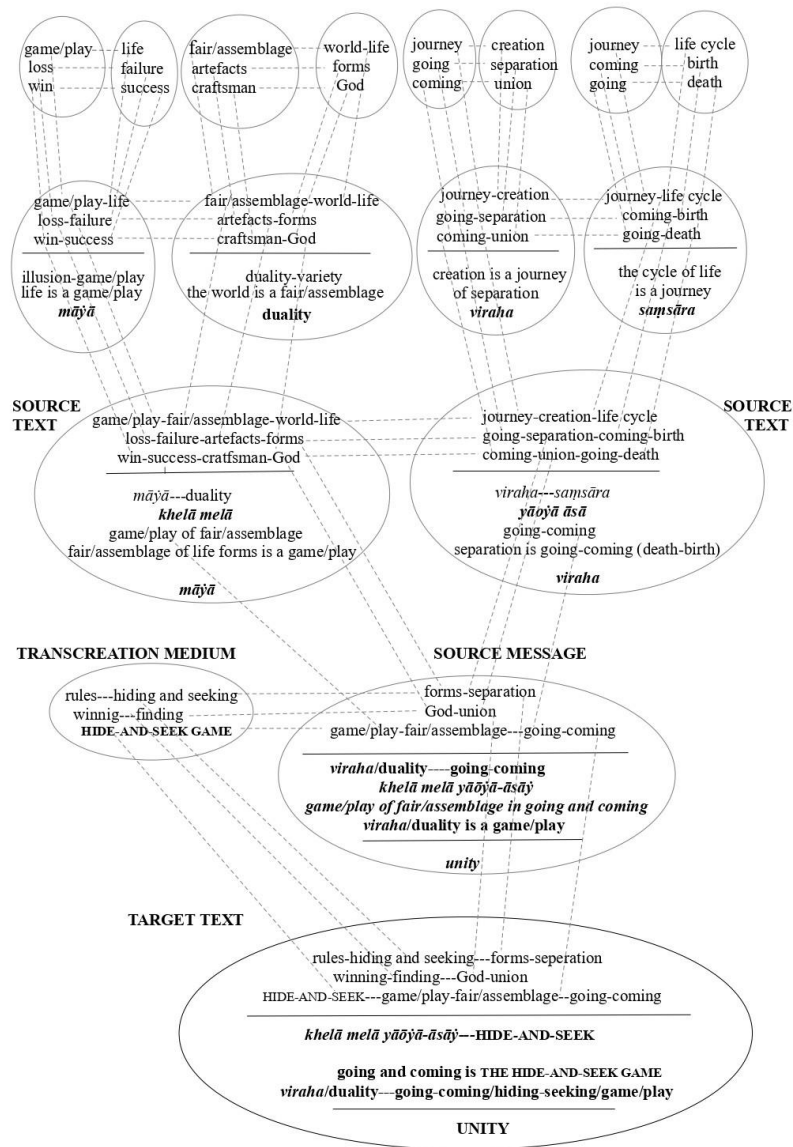 game/play life
loss failure
win success
fair/assemblage world-life
artefacts forms
craftsman God
journey creation
going separation
coming union
journey life cycle
coming birth
going death
game/play-life
loss-failure
win-success
illusion-game/play
life is a game/play
māẏā
fair/assemblage-world-life
artefacts-forms
craftsman-God
duality-variety
the world is a fair/assemblage
duality
journey-creation
going-separation
coming-union
creation is a journey
of separation
viraha
journey-life cycle
coming-birth
going-death
the cycle of life
is a journey
saṃsāra
SOURCE
TEXT
game/play-fair/assemblage-world-life
loss-failure-artefacts-forms
win-success-cratfsman-God
māẏā---duality
khelā melā
game/play of fair/assemblage
fair/assemblage of life forms is a game/play
māẏā
SOURCE
TEXT
journey-creation-life cycle
going-separation-coming-birth
coming-union-going-death
viraha---saṃsāra
yāoẏā āsā
going-coming
separation is going-coming (death-birth)
viraha
TRANSCREATION MEDIUM
rules---hiding and seeking
winnig---finding
HIDE-AND-SEEK GAME
SOURCE MESSAGE
forms-separation
God-union
game/play-fair/assemblage---going-coming
viraha/duality----going-coming
khelā melā yāōẏā-āsāẏ
game/play of fair/assemblage in going and coming
viraha/duality is a game/play
unity
TARGET TEXT
rules-hiding and seeking---forms-seperation
winning-finding---God-union
HIDE-AND-SEEK---game/play-fair/assemblage--going-coming
khelā melā yāōẏā-āsāẏ---HIDE-AND-SEEK
going and coming is THE HIDE-AND-SEEK GAME
viraha/duality---going-coming/hiding-seeking/game/play
UNITY